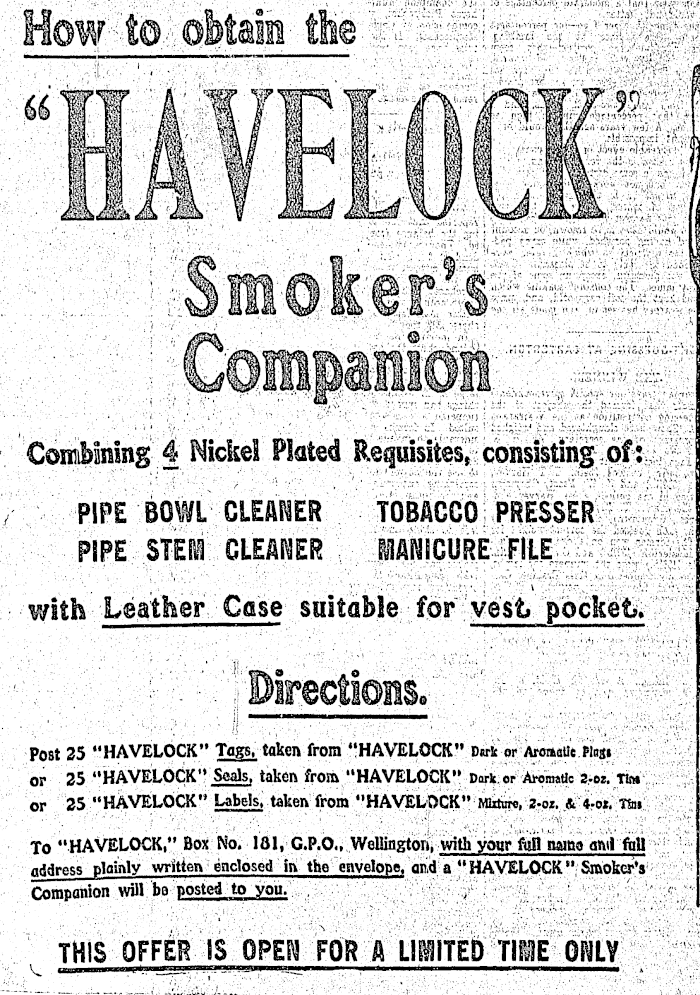 How to obtain the
"HAVELOCK"
Smoker's
Companion
Combining 4 Nickel Plated Requisites, consisting of:
PIPE BOWL CLEANER TOBACCO PRESSER
PIPE STEM CLEANER MANICURE FILE
with Leather Case suitable for vest pocket.
Directions.
Post 25 "HAVELOCK" Tags, taken from "HAVELOCK" Dark or Aromatic Plugs
or 25 "HAVELOCK" Seals, taken from "HAVELOCK" Dark or Aromatic 2-oz. Tins
or 25 "HAVELOCK" Labels, taken from "HAVELOCK" Mixture, 2-oz. & 4-oz. Tins
To "HAVELOCK," Box No. 181, G.P.O., Wellington, with your full name and full
address plainly written enclosed in the envelope, and a "HAVELOCK" Smoker's
Companion will be posted to you.
THIS OFFER IS OPEN FOR A LIMITED TIME ONLY